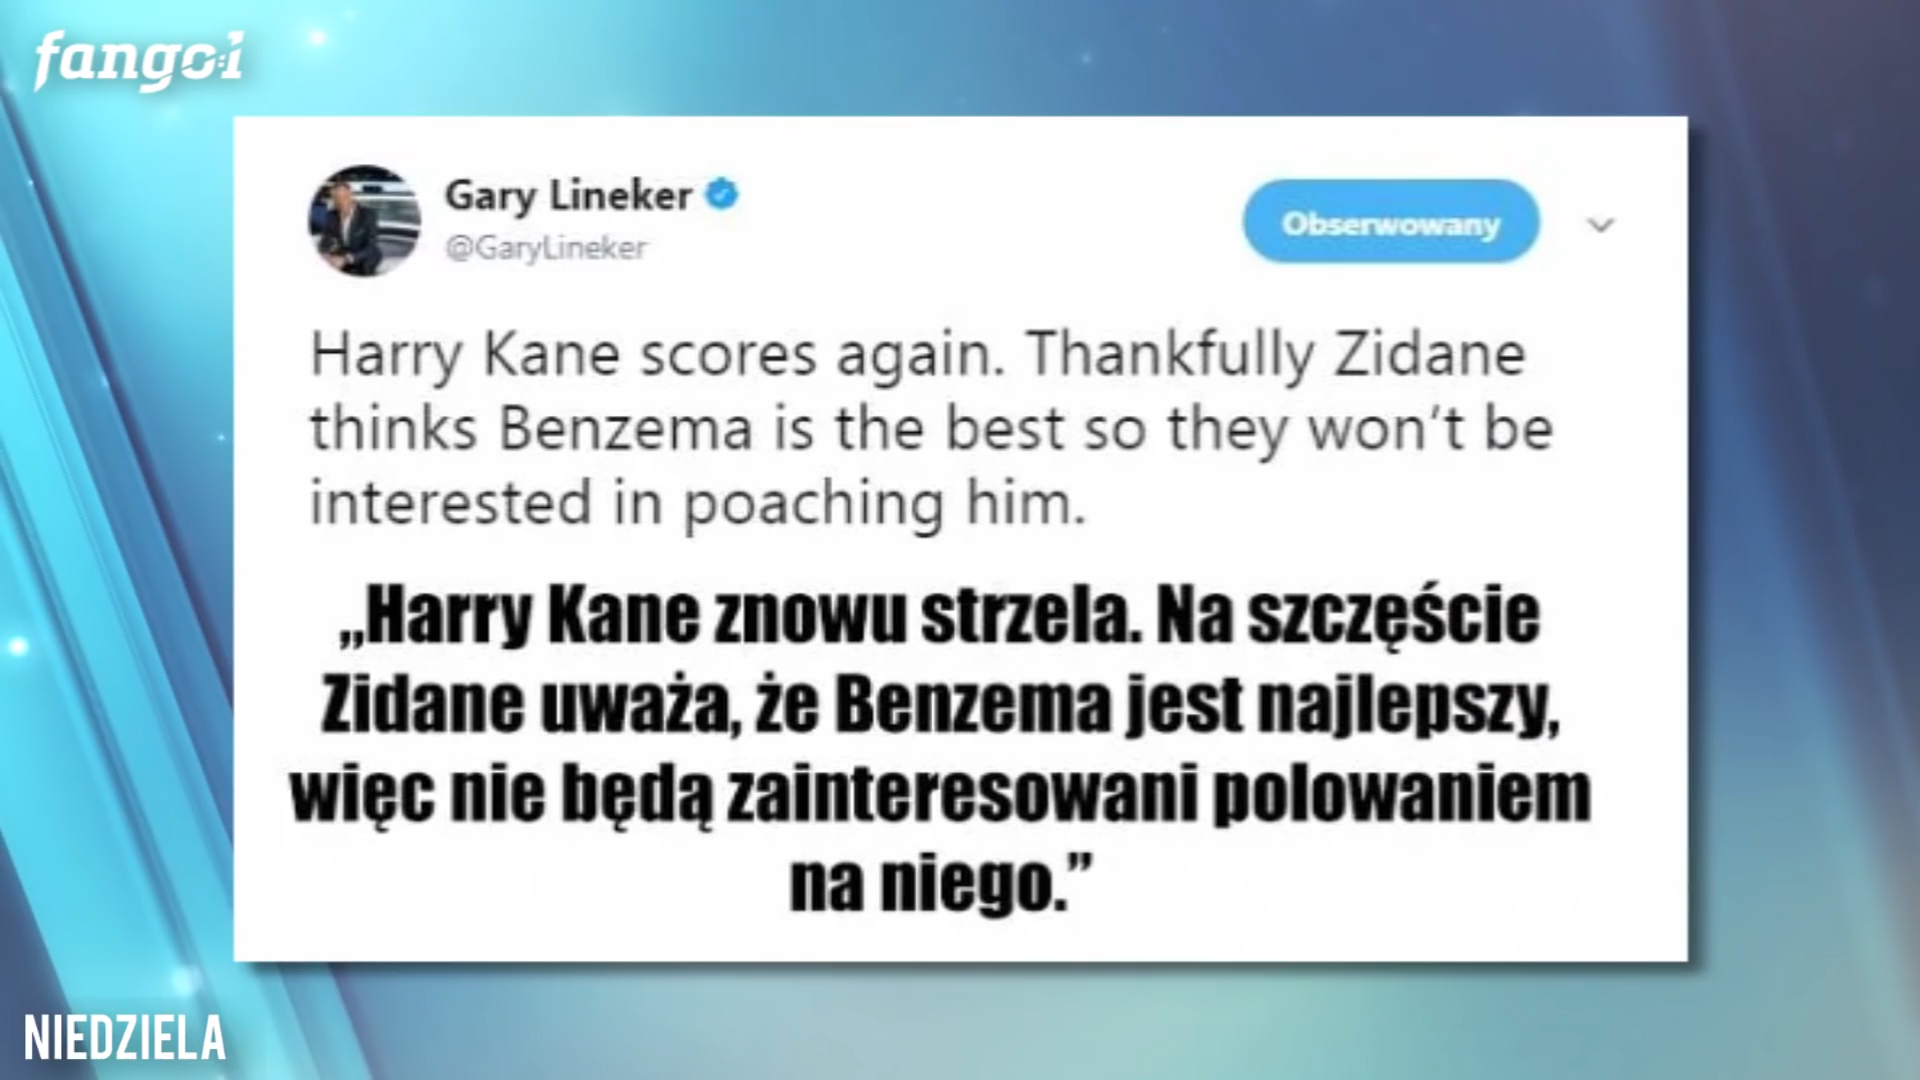 fangol
Gary Lineker
@GaryLineker
Obserwowany
Harry Kane scores again. Thankfully Zidane
thinks Benzema is the best so they won't be
interested in poaching him.
„Harry Kane znowu strzela. Na szczęście
Zidane uważa, że Benzema jest najlepszy,
więc nie będą zainteresowani polowaniem
na niego.”
NIEDZIELA